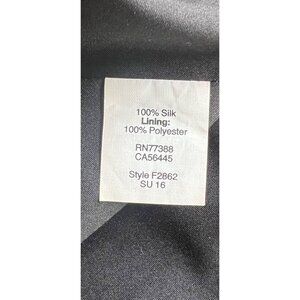 100% Silk
Lining:
100% Polyester
RN77388
CA56445
Style F2862
SU 16